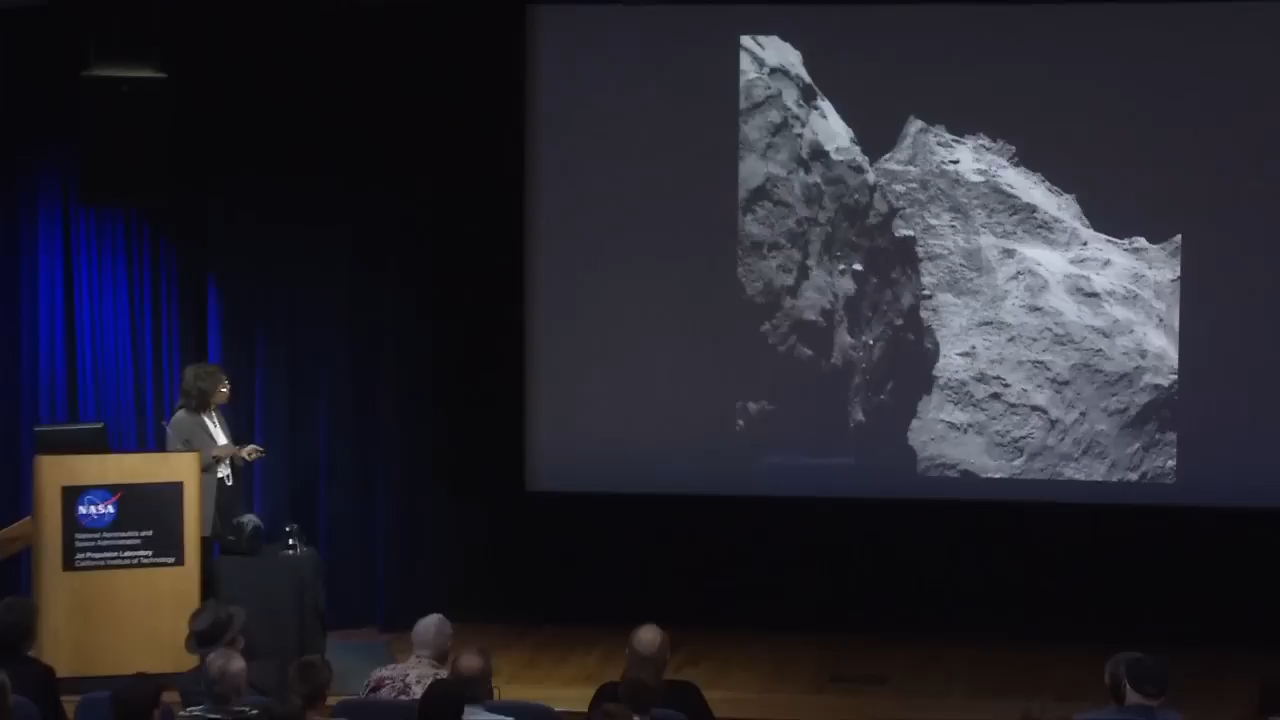 NASA
National Aeronautics and
Space Administration
Jet Propulsion Laboratory
California Institute of Technology